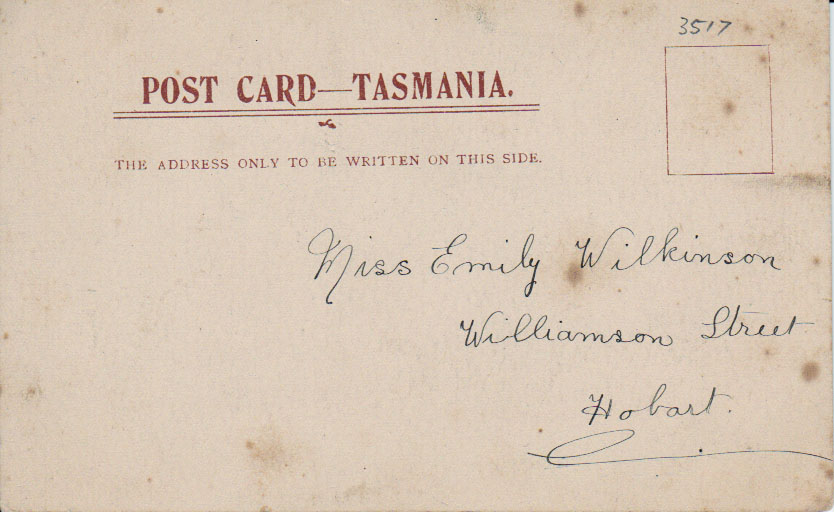 3517
POST CARD—TASMANIA.
THE ADDRESS ONLY TO BE WRITTEN ON THIS SIDE.
Miss Emily Wilkinson
Williamson Street
Hobart.